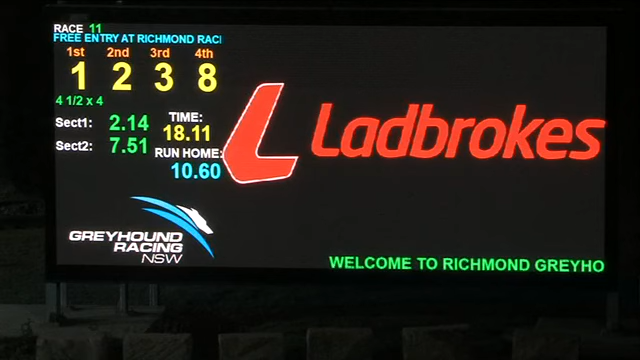 RACE 11
FREE ENTRY AT RICHMOND RACI
1st 2nd 3rd 4th
1 2 3 8
4 1/2 x 4
Sect1: 2.14
TIME:
18.11
Sect2: 7.51
RUN HOME:
10.60
Ladbrokes
GREYHOUND
RACING
NSW
WELCOME TO RICHMOND GREYHO